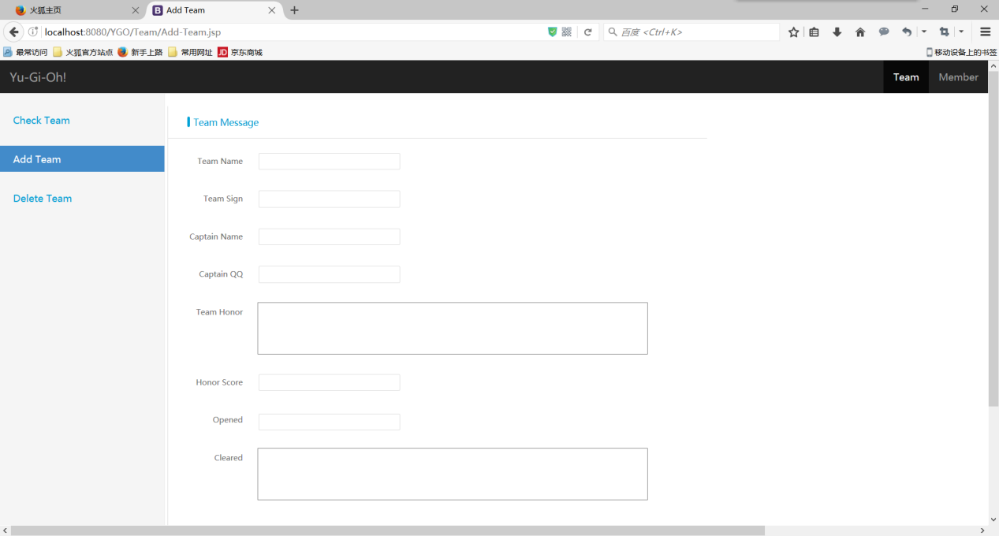 火狐主页
B Add Team
localhost:8080/YGO/Team/Add-Team.jsp
百度 <Ctrl+K>
最常访问 火狐官方站点 新手上路 常用网址 JD 京东商城 移动设备上的书签
Yu-Gi-Oh! Team Member
Check Team
Add Team
Delete Team
Team Message
Team Name
Team Sign
Captain Name
Captain QQ
Team Honor
Honor Score
Opened
Cleared